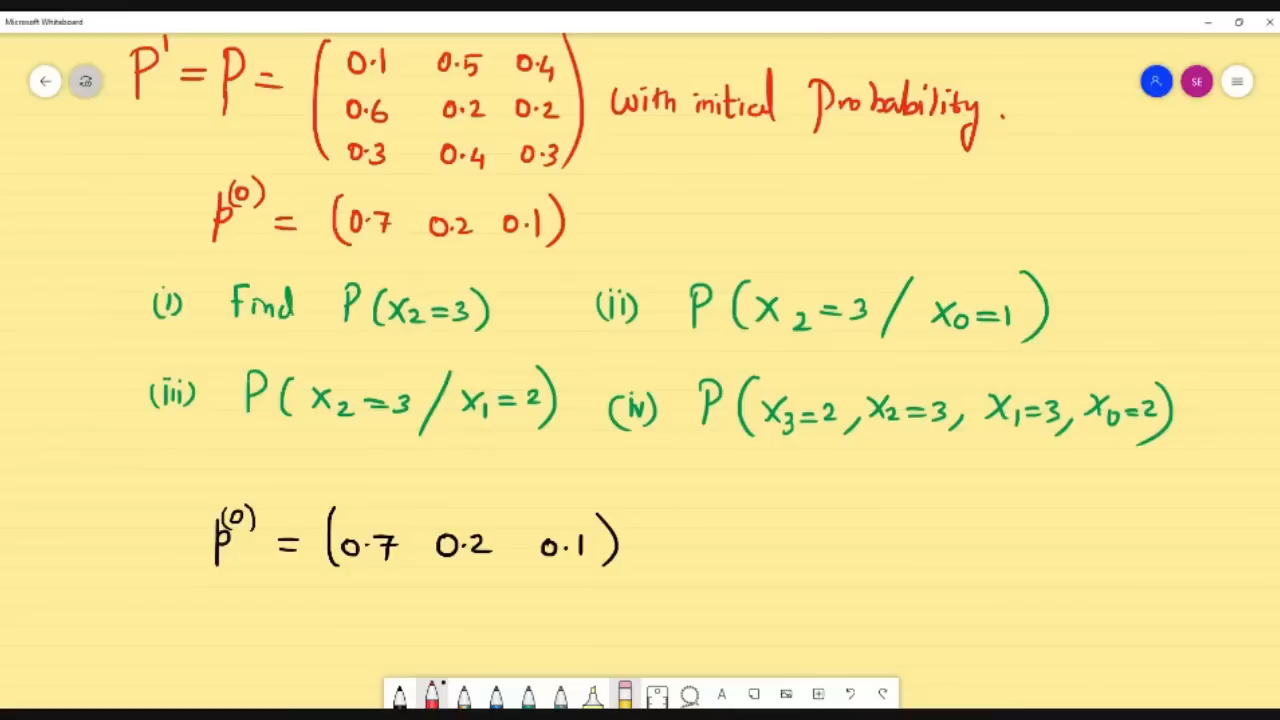 Microsoft Whiteboard
SE
P¹ = P = (0.1 0.5 0.4
0.6 0.2 0.2
0.3 0.4 0.3) with initial Probability.
p⁽⁰⁾ = (0.7 0.2 0.1)
(i) Find P(X₂=3) (ii) P(X₂=3 / X₀=1)
(iii) P(X₂=3 / X₁=2) (iv) P(X₃=2, X₂=3, X₁=3, X₀=2)
p⁽⁰⁾ = (0.7 0.2 0.1)
A